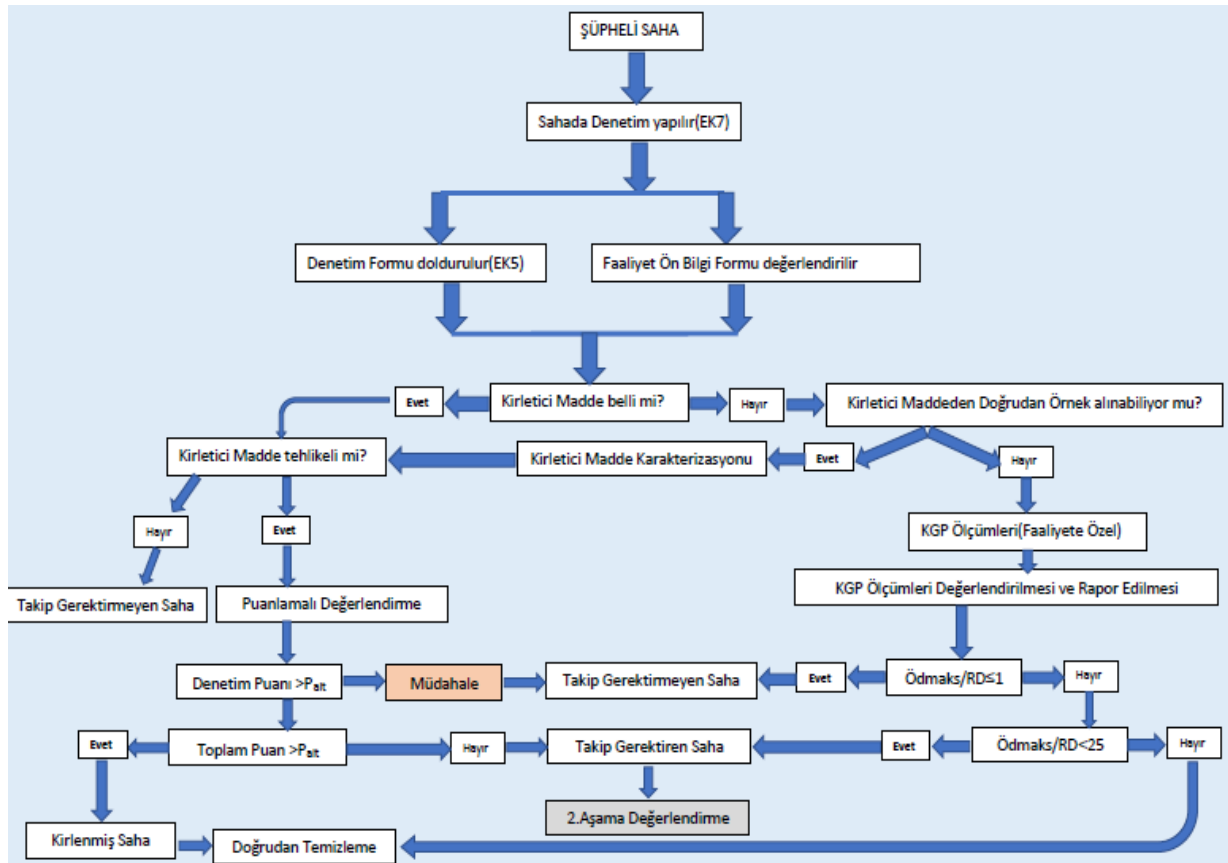 ŞÜPHELİ SAHA
Sahada Denetim yapılır(EK7)
Denetim Formu doldurulur(EK5)
Faaliyet Ön Bilgi Formu değerlendirilir
Evet
Kirletici Madde belli mi?
Hayır
Kirletici Maddeden Doğrudan Örnek alınabiliyor mu?
Kirletici Madde tehlikeli mi?
Kirletici Madde Karakterizasyonu
Evet
Hayır
Hayır
Evet
KGP Ölçümleri(Faaliyete Özel)
Takip Gerektirmeyen Saha
Puanlamalı Değerlendirme
KGP Ölçümleri Değerlendirilmesi ve Rapor Edilmesi
Denetim Puanı >Palt
Müdahale
Takip Gerektirmeyen Saha
Evet
Ödmaks/RD≤1
Hayır
Evet
Toplam Puan >Palt
Hayır
Takip Gerektiren Saha
Evet
Ödmaks/RD<25
Hayır
2.Aşama Değerlendirme
Kirlenmiş Saha
Doğrudan Temizleme